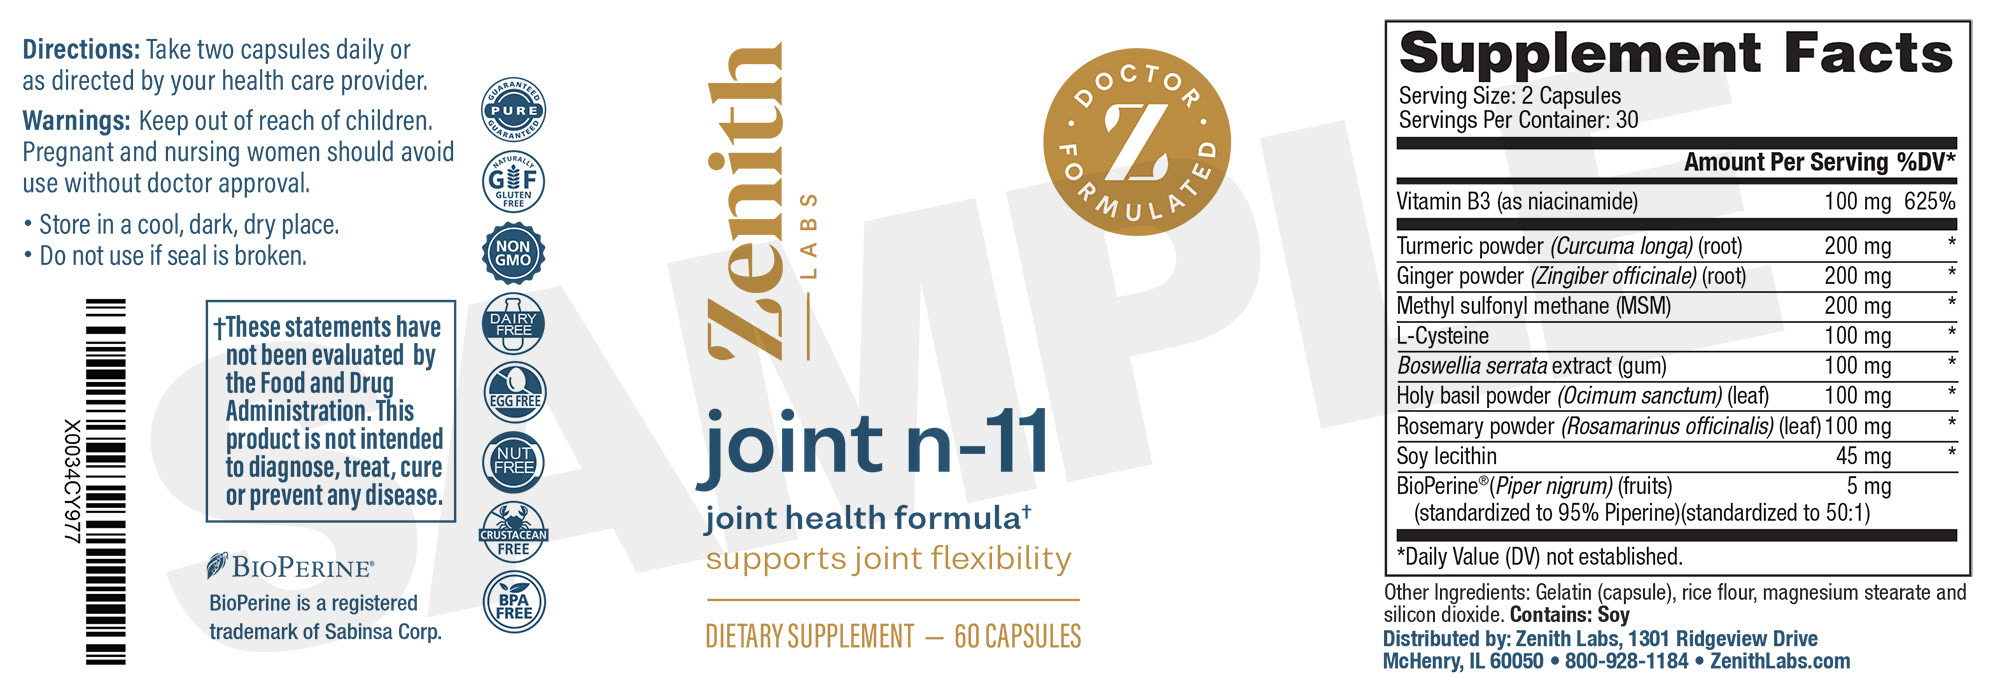 Directions: Take two capsules daily or
as directed by your health care provider.
Warnings: Keep out of reach of children.
Pregnant and nursing women should avoid
use without doctor approval.
• Store in a cool, dark, dry place.
• Do not use if seal is broken.
X0034CY977
†These statements have
not been evaluated by
the Food and Drug
Administration. This
product is not intended
to diagnose, treat, cure
or prevent any disease.
BIOPERINE®
BioPerine is a registered
trademark of Sabinsa Corp.
GUARANTEED
PURE
GUARANTEED
NATURALLY
GF
GLUTEN
FREE
NON
GMO
DAIRY
FREE
EGG FREE
NUT
FREE
CRUSTACEAN
FREE
BPA
FREE
Zenith
LABS
DOCTOR
Z
FORMULATED
joint n-11
joint health formula†
supports joint flexibility
DIETARY SUPPLEMENT — 60 CAPSULES
SAMPLE
Supplement Facts
Serving Size: 2 Capsules
Servings Per Container: 30
Amount Per Serving %DV*
Vitamin B3 (as niacinamide) 100 mg 625%
Turmeric powder (Curcuma longa) (root) 200 mg *
Ginger powder (Zingiber officinale) (root) 200 mg *
Methyl sulfonyl methane (MSM) 200 mg *
L-Cysteine 100 mg *
Boswellia serrata extract (gum) 100 mg *
Holy basil powder (Ocimum sanctum) (leaf) 100 mg *
Rosemary powder (Rosamarinus officinalis) (leaf) 100 mg *
Soy lecithin 45 mg *
BioPerine®(Piper nigrum) (fruits) 5 mg
(standardized to 95% Piperine)(standardized to 50:1)
*Daily Value (DV) not established.
Other Ingredients: Gelatin (capsule), rice flour, magnesium stearate and
silicon dioxide. Contains: Soy
Distributed by: Zenith Labs, 1301 Ridgeview Drive
McHenry, IL 60050 • 800-928-1184 • ZenithLabs.com